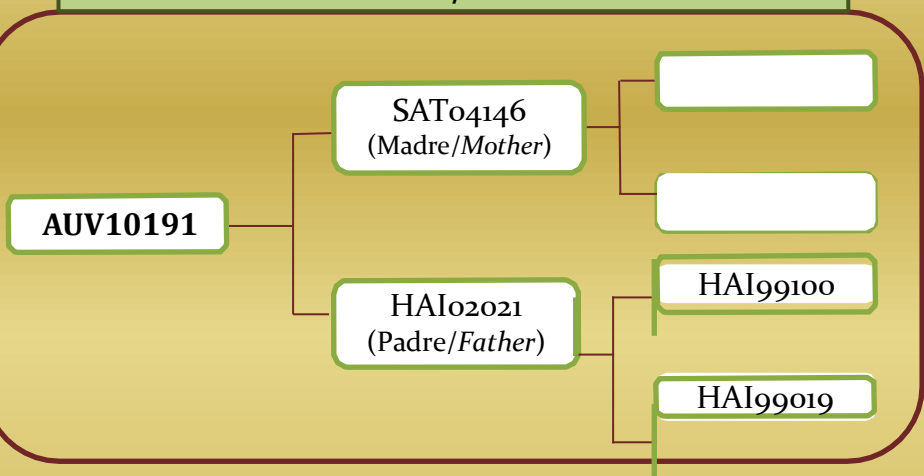 SAT04146
(Madre/Mother)
AUV10191
HAI99100
HAI02021
(Padre/Father)
HAI99019